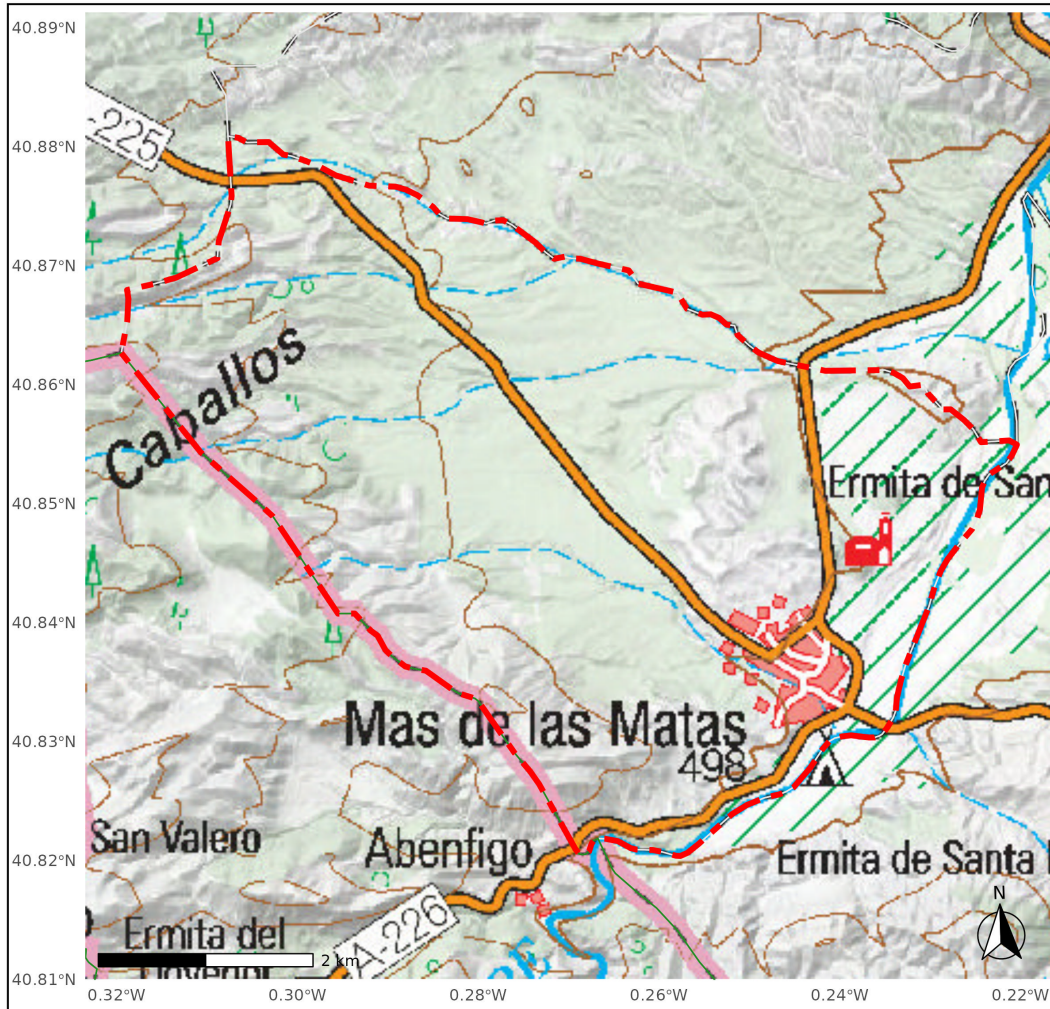 40.89°N
40.88°N
40.87°N
40.86°N
40.85°N
40.84°N
40.83°N
40.82°N
40.81°N
-225
Caballos
Ermita de San
Mas de las Matas
498
San Valero
Abenfigo
Ermita de Santa
A-226
Ermita del
N
2 km
0.32°W
0.30°W
0.28°W
0.26°W
0.24°W
0.22°W